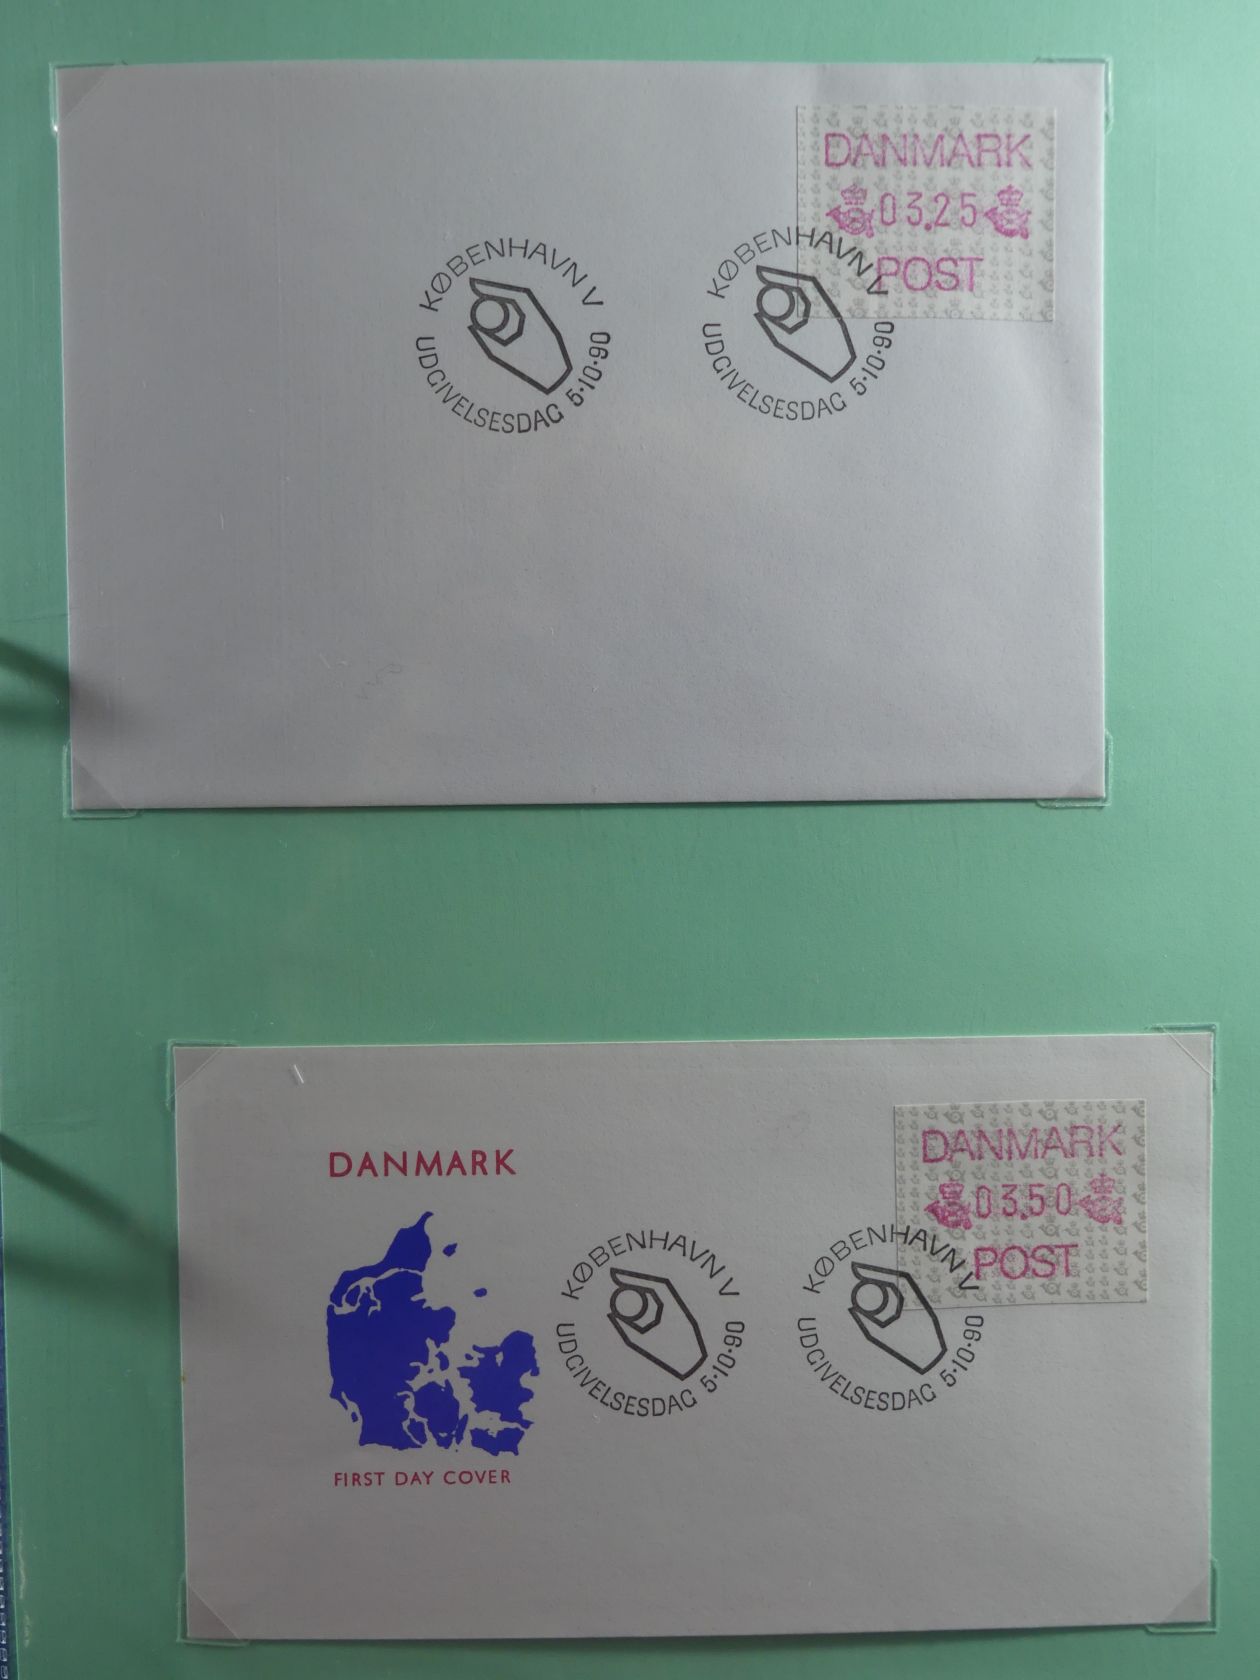 DANMARK
03.25
POST
KØBENHAVN V
UDGIVELSESDAG 5·10·90
KØBENHAVN V
UDGIVELSESDAG 5·10·90
DANMARK
FIRST DAY COVER
DANMARK
03.50
POST
KØBENHAVN V
UDGIVELSESDAG 5·10·90
KØBENHAVN V
UDGIVELSESDAG 5·10·90